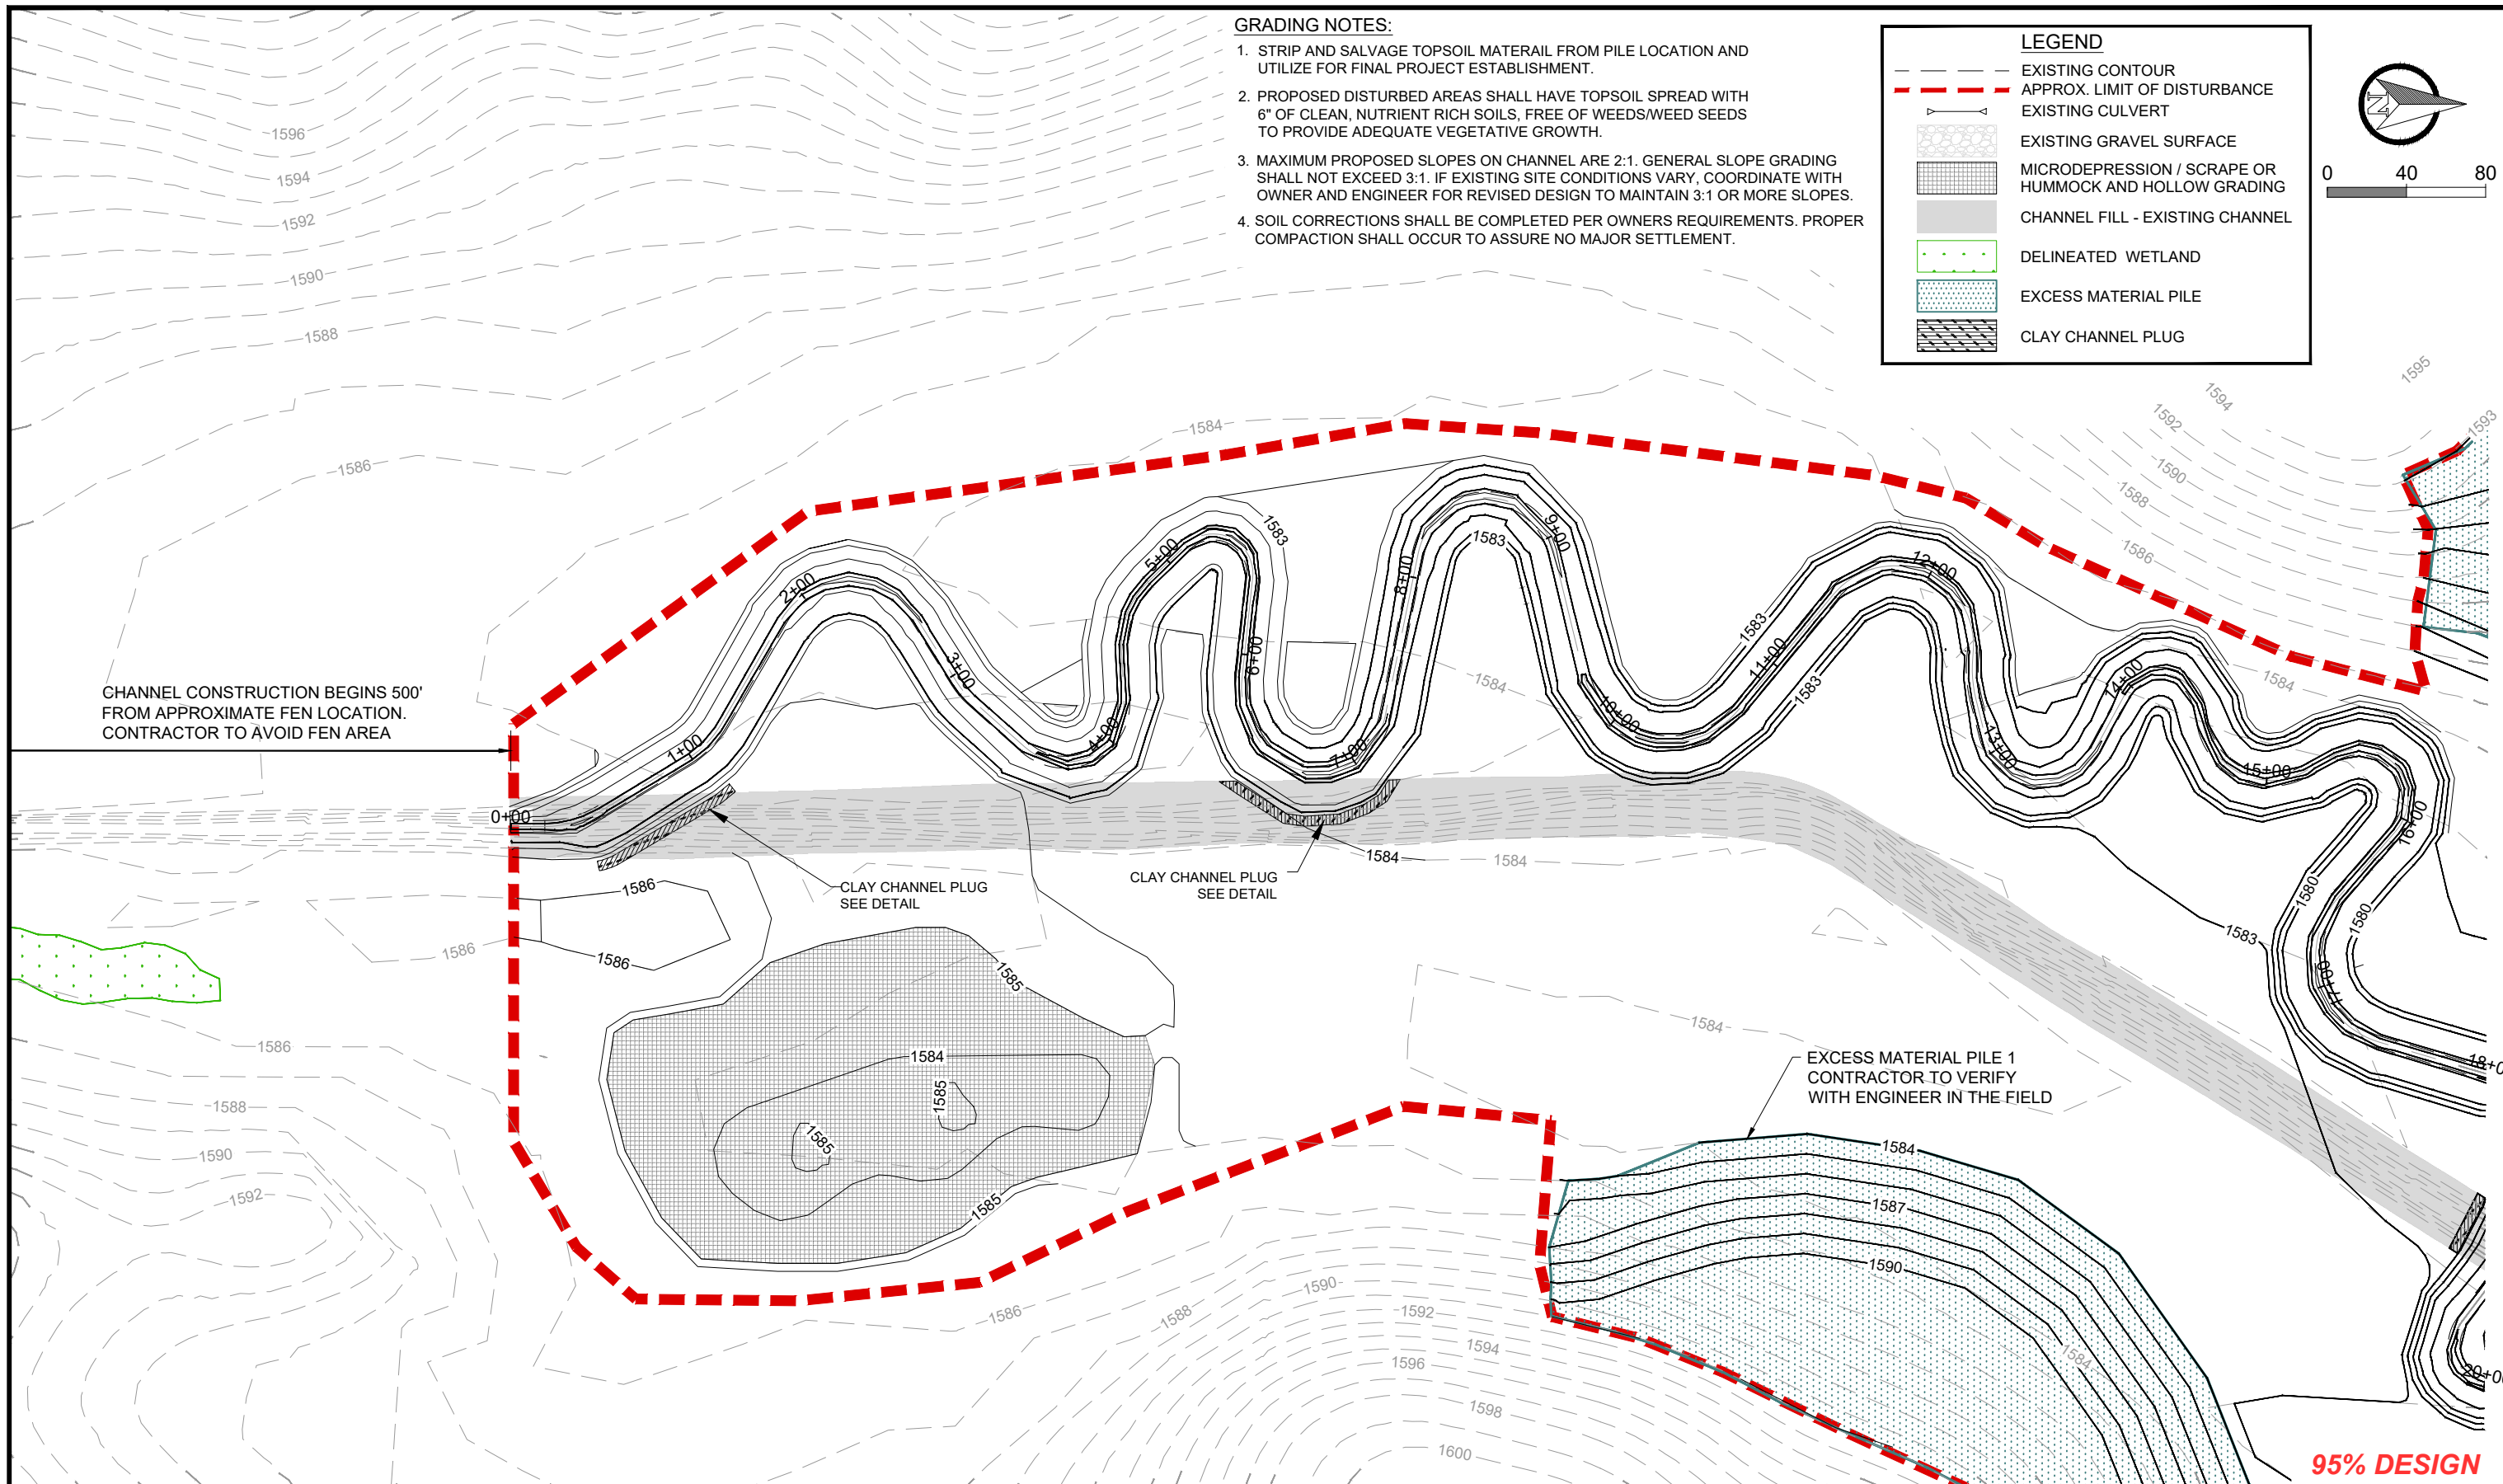 GRADING NOTES:
1. STRIP AND SALVAGE TOPSOIL MATERAIL FROM PILE LOCATION AND
UTILIZE FOR FINAL PROJECT ESTABLISHMENT.
2. PROPOSED DISTURBED AREAS SHALL HAVE TOPSOIL SPREAD WITH
6" OF CLEAN, NUTRIENT RICH SOILS, FREE OF WEEDS/WEED SEEDS
TO PROVIDE ADEQUATE VEGETATIVE GROWTH.
3. MAXIMUM PROPOSED SLOPES ON CHANNEL ARE 2:1. GENERAL SLOPE GRADING
SHALL NOT EXCEED 3:1. IF EXISTING SITE CONDITIONS VARY, COORDINATE WITH
OWNER AND ENGINEER FOR REVISED DESIGN TO MAINTAIN 3:1 OR MORE SLOPES.
4. SOIL CORRECTIONS SHALL BE COMPLETED PER OWNERS REQUIREMENTS. PROPER
COMPACTION SHALL OCCUR TO ASSURE NO MAJOR SETTLEMENT.
LEGEND
EXISTING CONTOUR
APPROX. LIMIT OF DISTURBANCE
EXISTING CULVERT
EXISTING GRAVEL SURFACE
MICRODEPRESSION / SCRAPE OR
HUMMOCK AND HOLLOW GRADING
CHANNEL FILL - EXISTING CHANNEL
DELINEATED WETLAND
EXCESS MATERIAL PILE
CLAY CHANNEL PLUG
N
0 40 80
1596
1594
1592
1590
1588
1586
1584
1595
1594
1592
1593
1590
1588
1586
1584
1584
CHANNEL CONSTRUCTION BEGINS 500'
FROM APPROXIMATE FEN LOCATION.
CONTRACTOR TO AVOID FEN AREA
0+00
1+00
2+00
3+00
4+00
5+00
6+00
7+00
8+00
9+00
10+00
11+00
12+00
13+00
14+00
15+00
16+00
17+00
18+0
20+0
1583
1583
1583
1583
1580
1580
1583
1584
1584
CLAY CHANNEL PLUG
SEE DETAIL
CLAY CHANNEL PLUG
SEE DETAIL
1586
1586
1586
1586
1588
1590
1592
1585
1584
1585
1585
1585
1584
EXCESS MATERIAL PILE 1
CONTRACTOR TO VERIFY
WITH ENGINEER IN THE FIELD
1584
1587
1590
1584
1586
1588
1590
1592
1594
1596
1598
1600
95% DESIGN